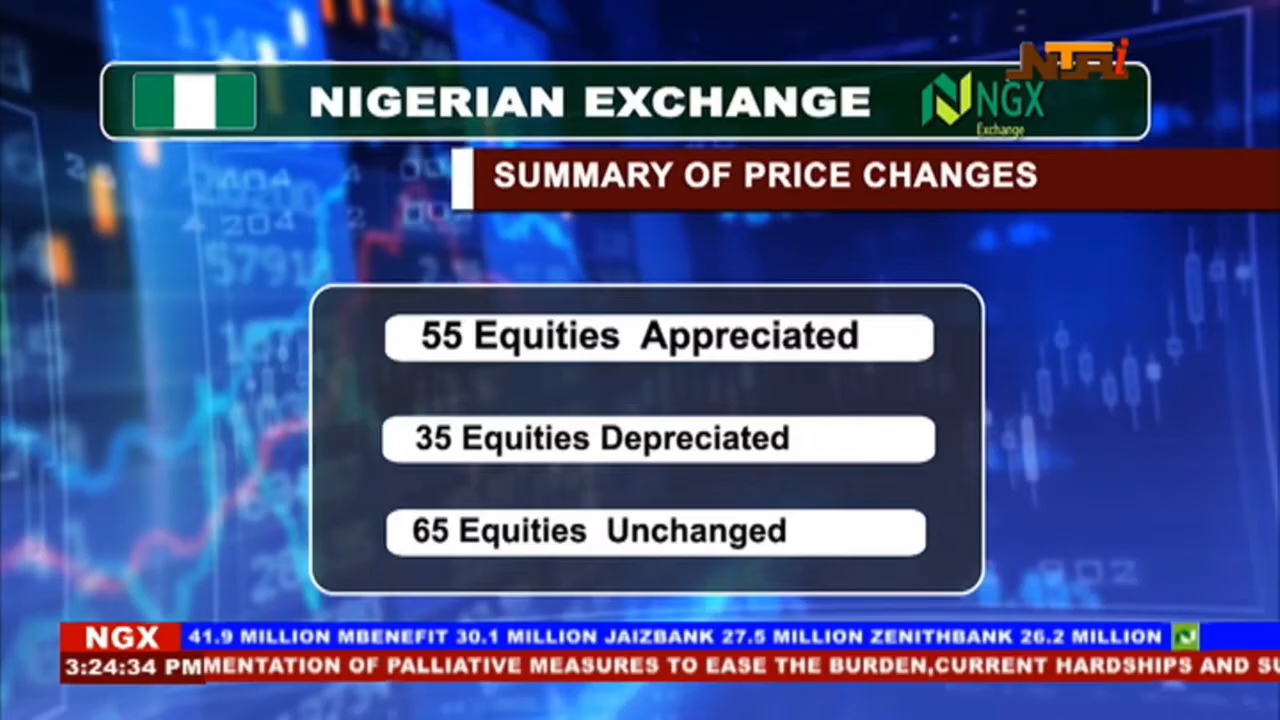 NTAi
NIGERIAN EXCHANGE
NGX
Exchange
SUMMARY OF PRICE CHANGES
55 Equities Appreciated
35 Equities Depreciated
65 Equities Unchanged
NGX 41.9 MILLION MBENEFIT 30.1 MILLION JAIZBANK 27.5 MILLION ZENITHBANK 26.2 MILLION
3:24:34 PM MENTATION OF PALLIATIVE MEASURES TO EASE THE BURDEN,CURRENT HARDSHIPS AND SU